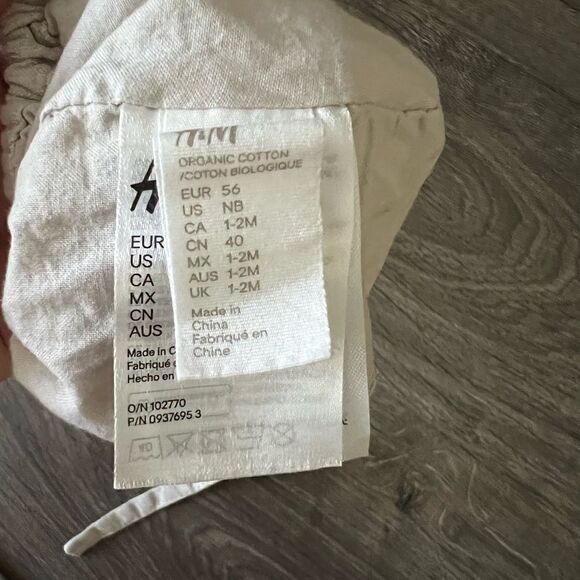 H&M
ORGANIC COTTON
/COTON BIOLOGIQUE
EUR 56
US NB
CA 1-2M
CN 40
MX 1-2M
AUS 1-2M
UK 1-2M
Made in
China
Fabriqué en
Chine
EUR
US
CA
MX
CN
AUS
Made in C
Fabriqué
Hecho en
O/N 102770
P/N 0937695 3